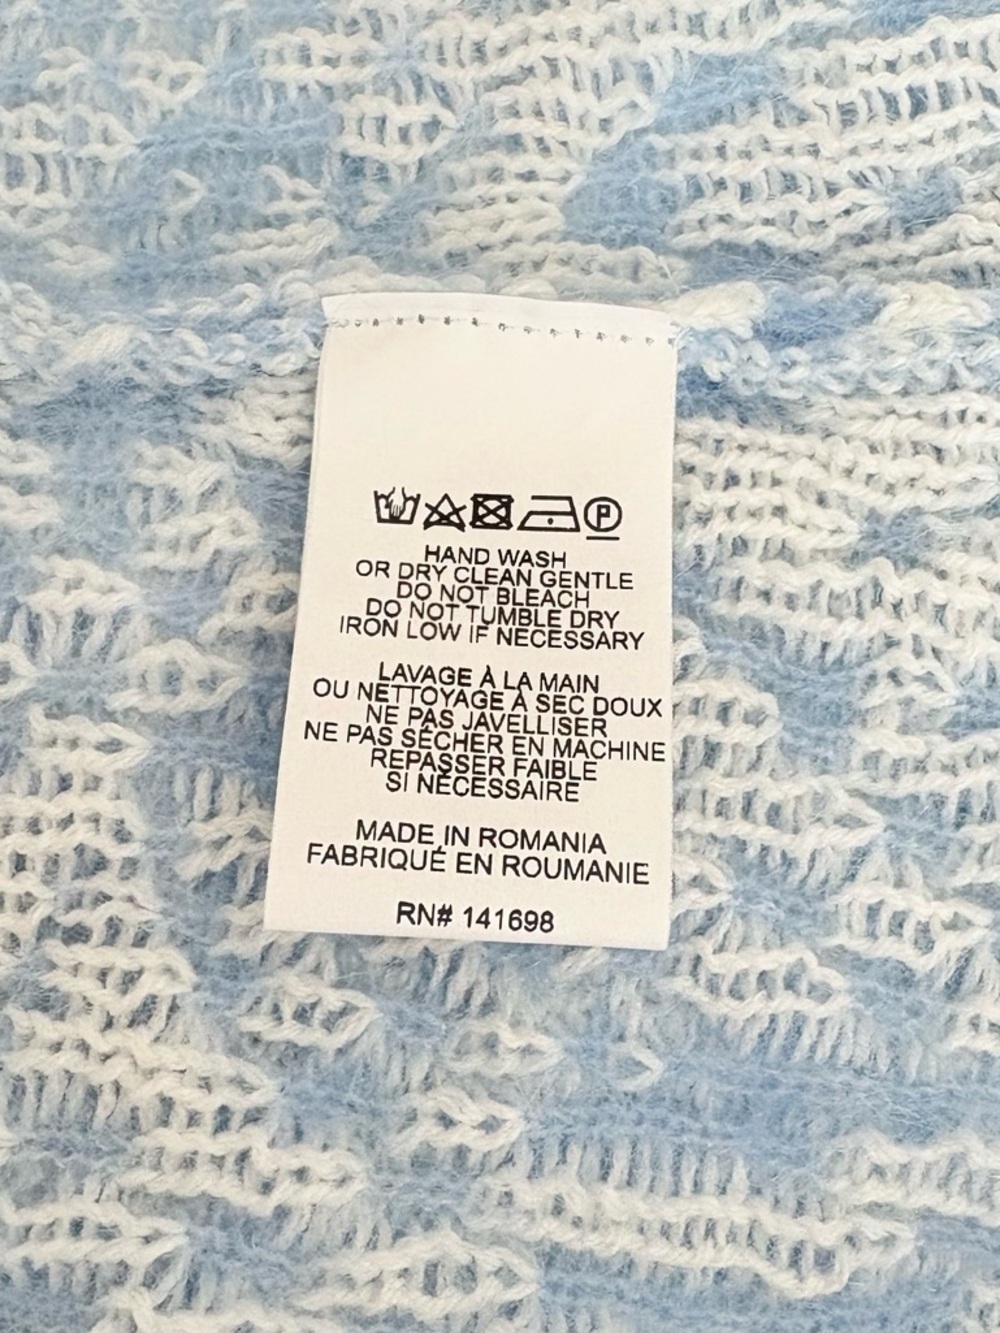 P
HAND WASH
OR DRY CLEAN GENTLE
DO NOT BLEACH
DO NOT TUMBLE DRY
IRON LOW IF NECESSARY
LAVAGE À LA MAIN
OU NETTOYAGE À SEC DOUX
NE PAS JAVELLISER
NE PAS SÉCHER EN MACHINE
REPASSER FAIBLE
SI NÉCESSAIRE
MADE IN ROMANIA
FABRIQUÉ EN ROUMANIE
RN# 141698